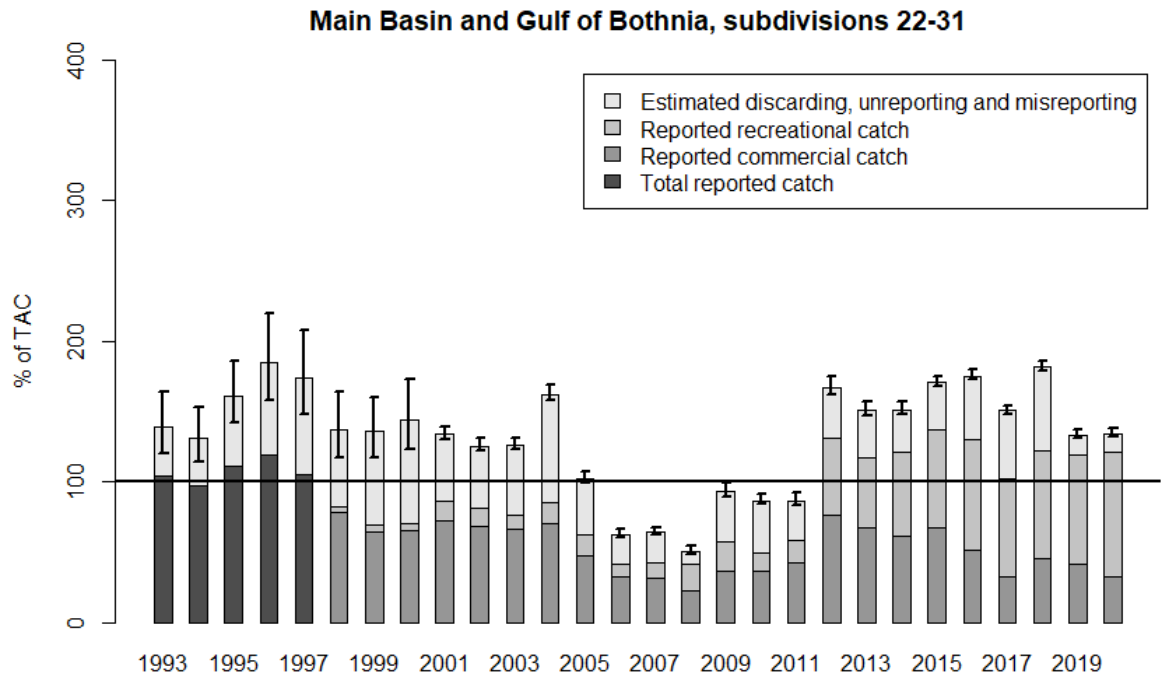 Main Basin and Gulf of Bothnia, subdivisions 22-31
400
300
200
100
0
% of TAC
Estimated discarding, unreporting and misreporting
Reported recreational catch
Reported commercial catch
Total reported catch
1993 1995 1997 1999 2001 2003 2005 2007 2009 2011 2013 2015 2017 2019